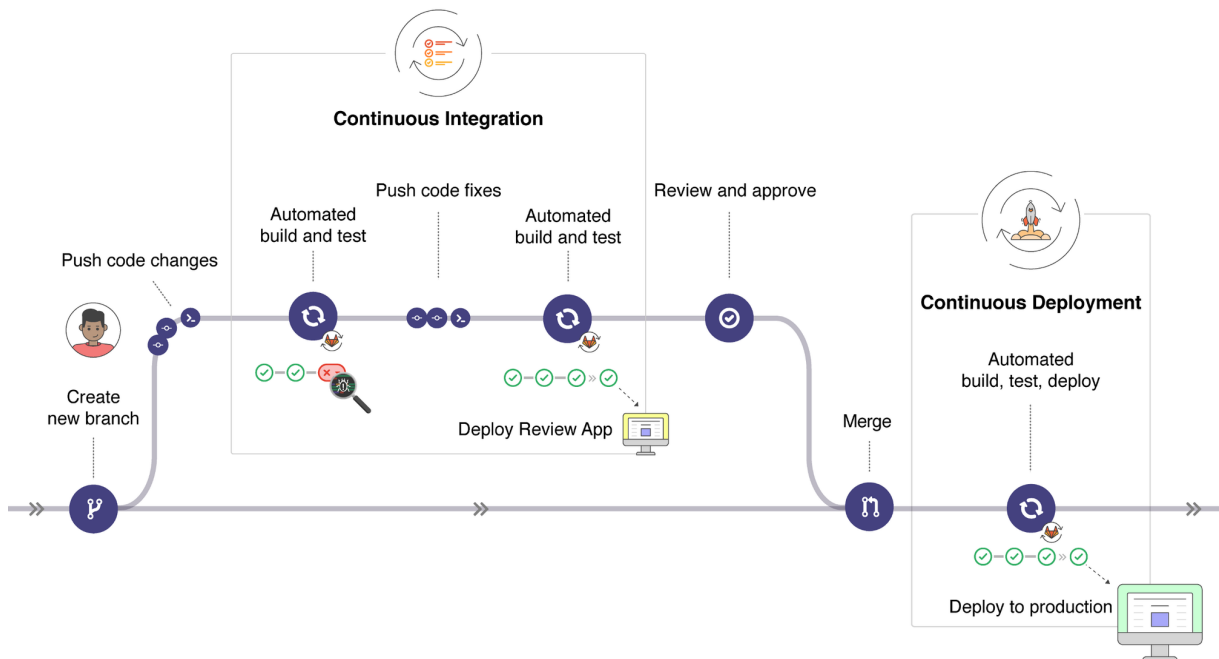 Continuous Integration
Push code fixes
Review and approve
Automated
build and test
Automated
build and test
Push code changes
Continuous Deployment
Automated
build, test, deploy
Create
new branch
Deploy Review App
Merge
Deploy to production